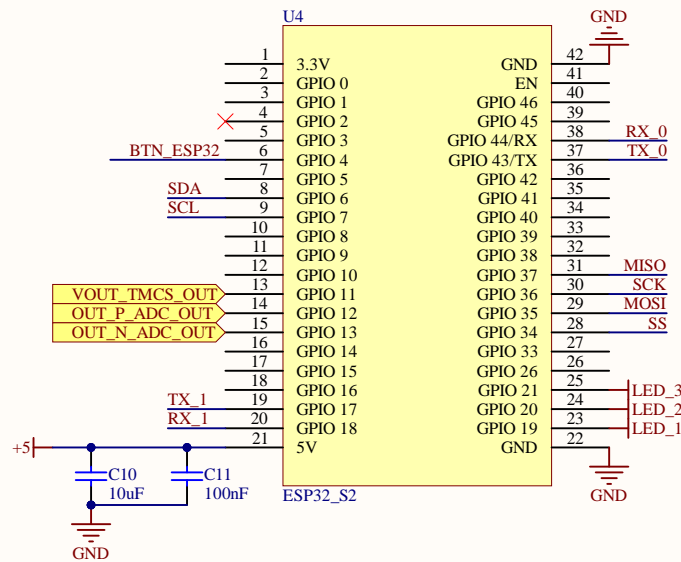 U4
GND
1 3.3V GND 42
2 GPIO 0 EN 41
3 GPIO 1 GPIO 46 40
4 GPIO 2 GPIO 45 39
5 GPIO 3 GPIO 44/RX 38 RX_0
BTN_ESP32 6 GPIO 4 GPIO 43/TX 37 TX_0
7 GPIO 5 GPIO 42 36
SDA 8 GPIO 6 GPIO 41 35
SCL 9 GPIO 7 GPIO 40 34
10 GPIO 8 GPIO 39 33
11 GPIO 9 GPIO 38 32
12 GPIO 10 GPIO 37 31 MISO
VOUT_TMCS_OUT 13 GPIO 11 GPIO 36 30 SCK
OUT_P_ADC_OUT 14 GPIO 12 GPIO 35 29 MOSI
OUT_N_ADC_OUT 15 GPIO 13 GPIO 34 28 SS
16 GPIO 14 GPIO 33 27
17 GPIO 15 GPIO 26 26
18 GPIO 16 GPIO 21 25 LED_3
TX_1 19 GPIO 17 GPIO 20 24 LED_2
RX_1 20 GPIO 18 GPIO 19 23 LED_1
+5 21 5V GND 22
C10 C11
10uF 100nF
ESP32_S2 GND
GND